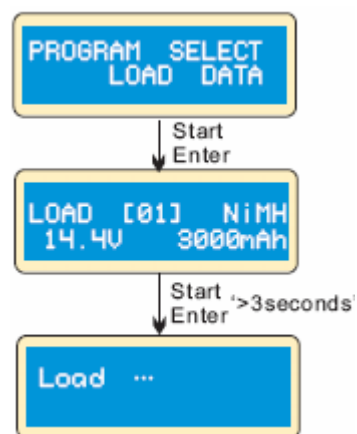 PROGRAM SELECT
LOAD DATA
Start
Enter
LOAD [01] NiMH
14.4V 3000mAh
Start
Enter '>3seconds'
Load ...